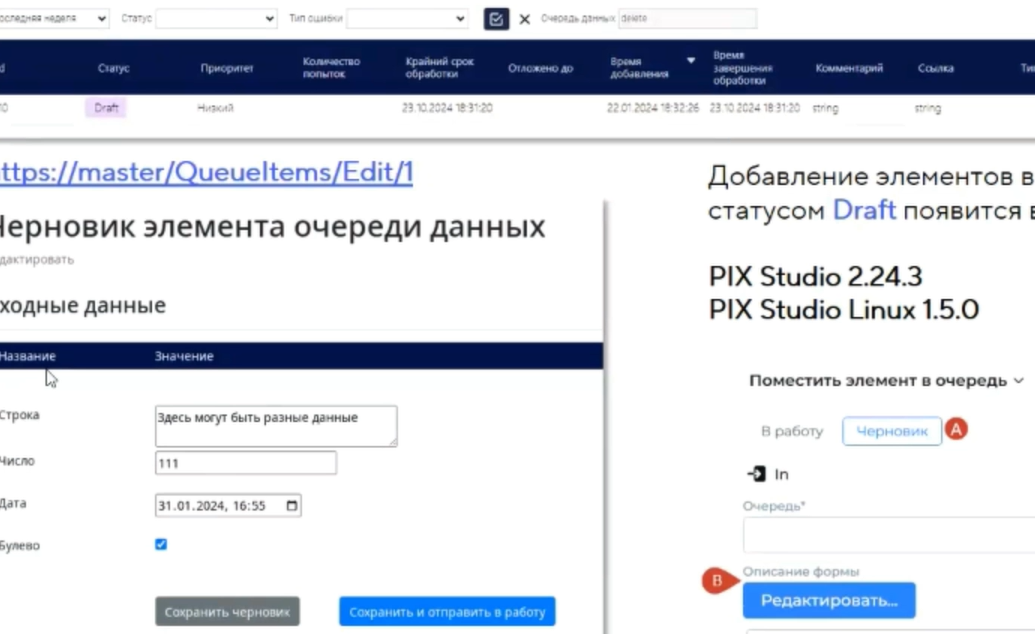 оследняя неделя Статус Тип ошибки Очередь данных delete
Статус Приоритет Количество попыток Крайний срок обработки Отложено до Время добавления Время завершения обработки Комментарий Ссылка
Draft Низкий 23.10.2024 18:31:20 22.01.2024 18:32:26 23.10.2024 18:31:20 string string
ttps://master/QueueItems/Edit/1
Черновик элемента очереди данных
дактировать
ходные данные
Название Значение
Строка Здесь могут быть разные данные
Число 111
Дата 31.01.2024, 16:55
Булево
Сохранить черновик Сохранить и отправить в работу
Добавление элементов в
статусом Draft появится в
PIX Studio 2.24.3
PIX Studio Linux 1.5.0
Поместить элемент в очередь
В работу Черновик A
In
Очередь*
Описание формы
B Редактировать...